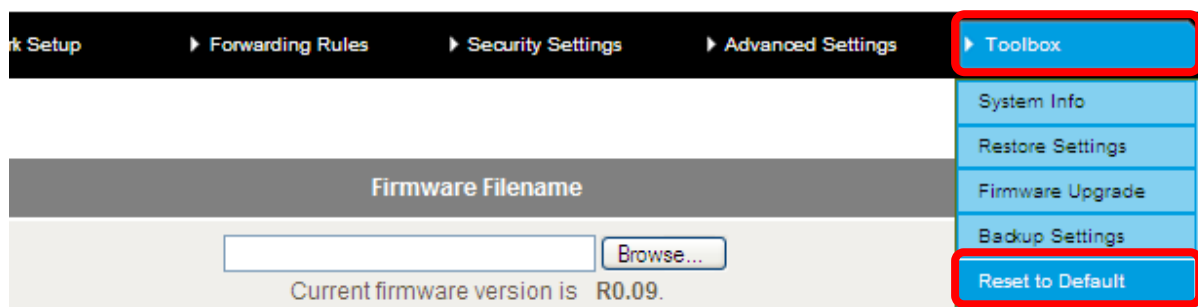 rk Setup Forwarding Rules Security Settings Advanced Settings Toolbox
System Info
Restore Settings
Firmware Filename
Firmware Upgrade
Backup Settings
Browse...
Reset to Default
Current firmware version is R0.09.